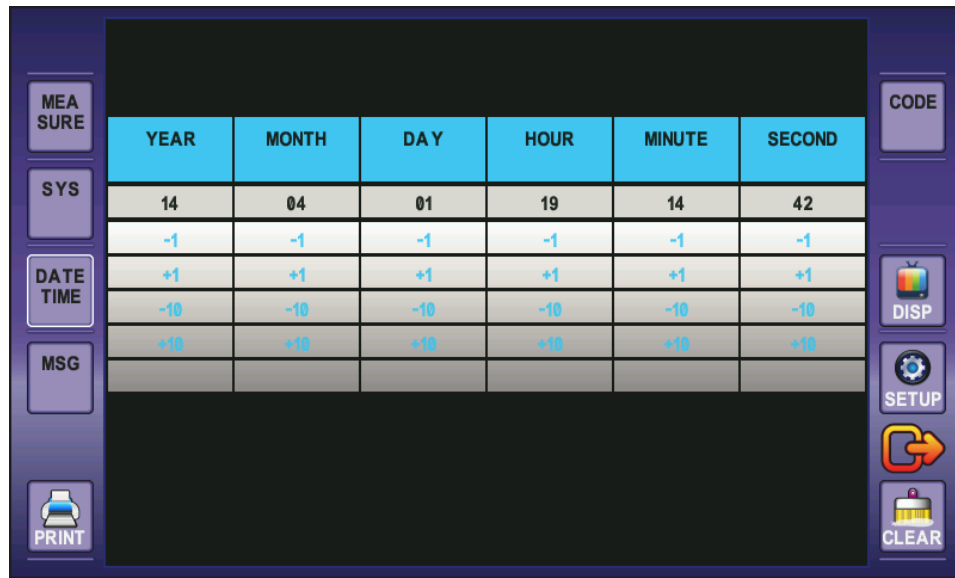 MEA
SURE
SYS
DATE
TIME
MSG
PRINT
YEAR MONTH DAY HOUR MINUTE SECOND
14 04 01 19 14 42
-1 -1 -1 -1 -1 -1
+1 +1 +1 +1 +1 +1
-10 -10 -10 -10 -10 -10
+10 +10 +10 +10 +10 +10
CODE
DISP
SETUP
CLEAR